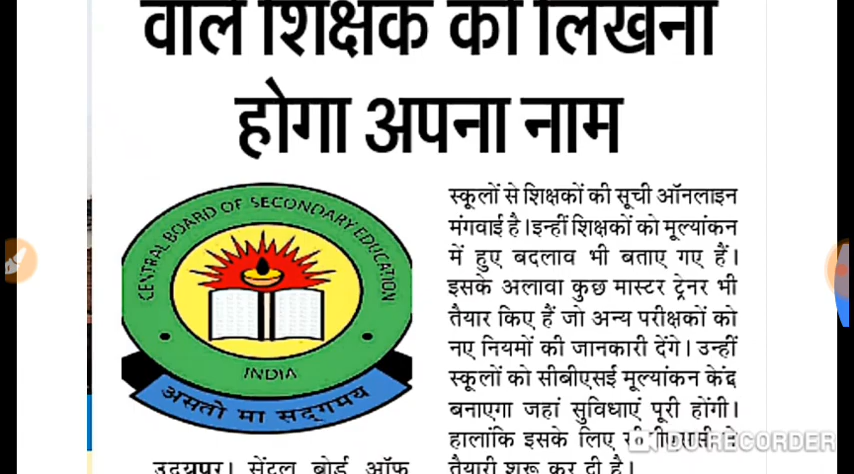 वाले शिक्षक को लिखना
होगा अपना नाम
CENTRAL BOARD OF SECONDARY EDUCATION
INDIA
असतो मा सद्गमय
उदयपुर। सेंट्रल बोर्ड ऑफ
स्कूलों से शिक्षकों की सूची ऑनलाइन
मंगवाई है। इन्हीं शिक्षकों को मूल्यांकन
में हुए बदलाव भी बताए गए हैं।
इसके अलावा कुछ मास्टर ट्रेनर भी
तैयार किए हैं जो अन्य परीक्षकों को
नए नियमों की जानकारी देंगे। उन्हीं
स्कूलों को सीबीएसई मूल्यांकन केंद्र
बनाएगा जहां सुविधाएं पूरी होंगी।
हालांकि इसके लिए सीबीएसई ने
तैयारी शुरू कर दी है।
DU RECORDER